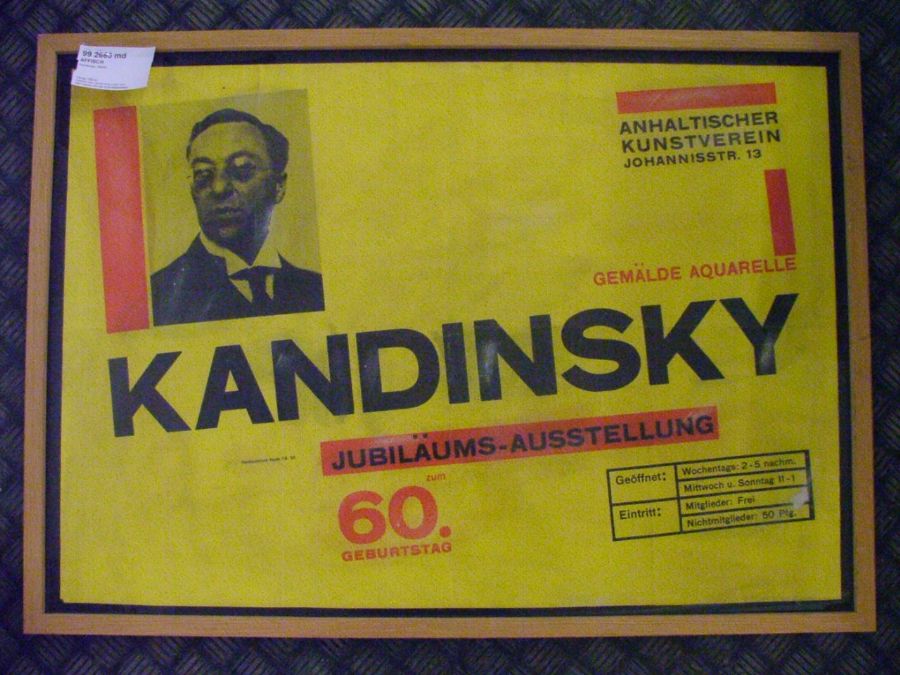 99 2663 md
AFFISCH
ANHALTISCHER
KUNSTVEREIN
JOHANNISSTR. 13
GEMÄLDE AQUARELLE
KANDINSKY
JUBILÄUMS-AUSSTELLUNG
zum
60.
GEBURTSTAG
Geöffnet: Wochentags: 2-5 nachm.
Mittwoch u. Sonntag 11-1
Eintritt: Mitglieder: Frei
Nichtmitglieder: 50 Pfg.